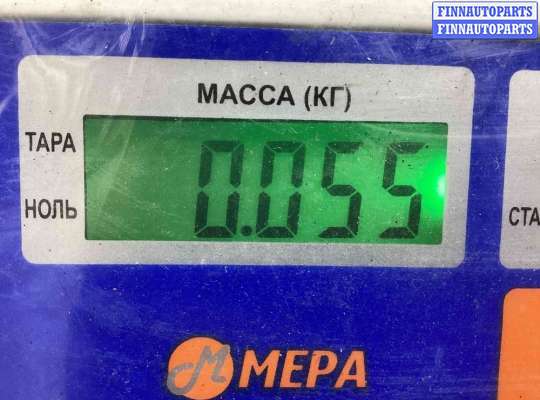 FINNAUTOPARTS
FINNAUTOPARTS
МАССА (КГ)
ТАРА
0.055
НОЛЬ
СТА
М МЕРА